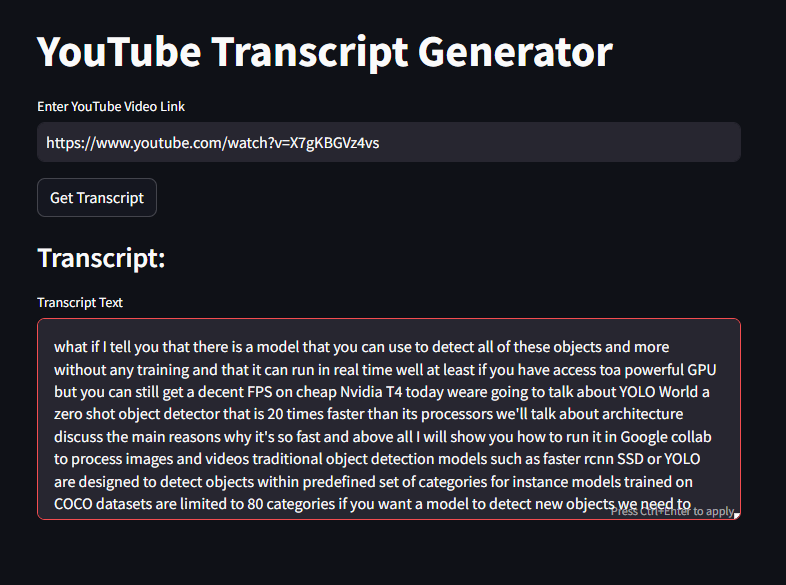 YouTube Transcript Generator
Enter YouTube Video Link
https://www.youtube.com/watch?v=X7gKBGVz4vs
Get Transcript
Transcript:
Transcript Text
what if I tell you that there is a model that you can use to detect all of these objects and more
without any training and that it can run in real time well at least if you have access toa powerful GPU
but you can still get a decent FPS on cheap Nvidia T4 today weare going to talk about YOLO World a
zero shot object detector that is 20 times faster than its processors we'll talk about architecture
discuss the main reasons why it's so fast and above all I will show you how to run it in Google collab
to process images and videos traditional object detection models such as faster rcnn SSD or YOLO
are designed to detect objects within predefined set of categories for instance models trained on
COCO datasets are limited to 80 categories if you want a model to detect new objects we need to
Press Ctrl+Enter to apply